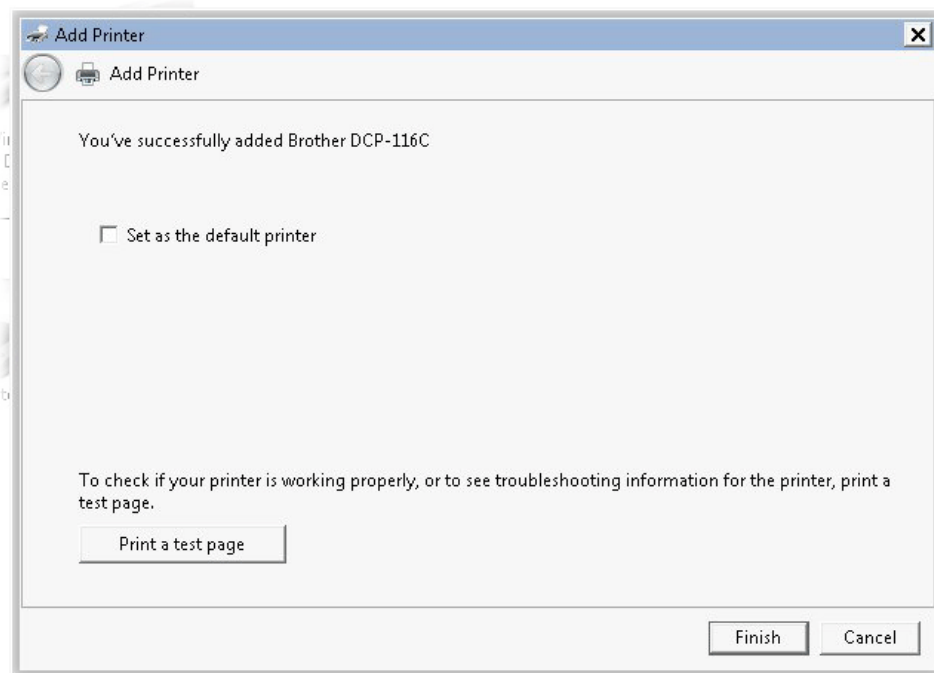 Add Printer
Add Printer
You've successfully added Brother DCP-116C
Set as the default printer
To check if your printer is working properly, or to see troubleshooting information for the printer, print a
test page.
Print a test page
Finish
Cancel